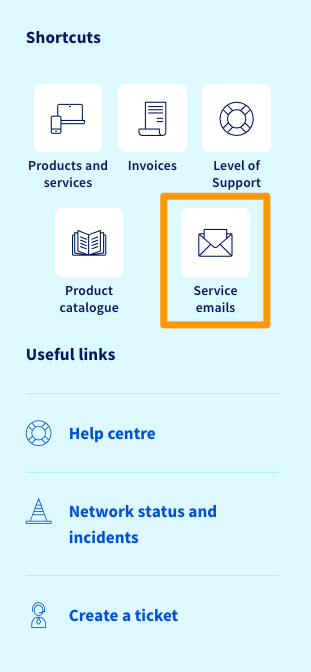 Shortcuts
Products and
services
Invoices
Level of
Support
Product
catalogue
Service
emails
Useful links
Help centre
Network status and
incidents
Create a ticket